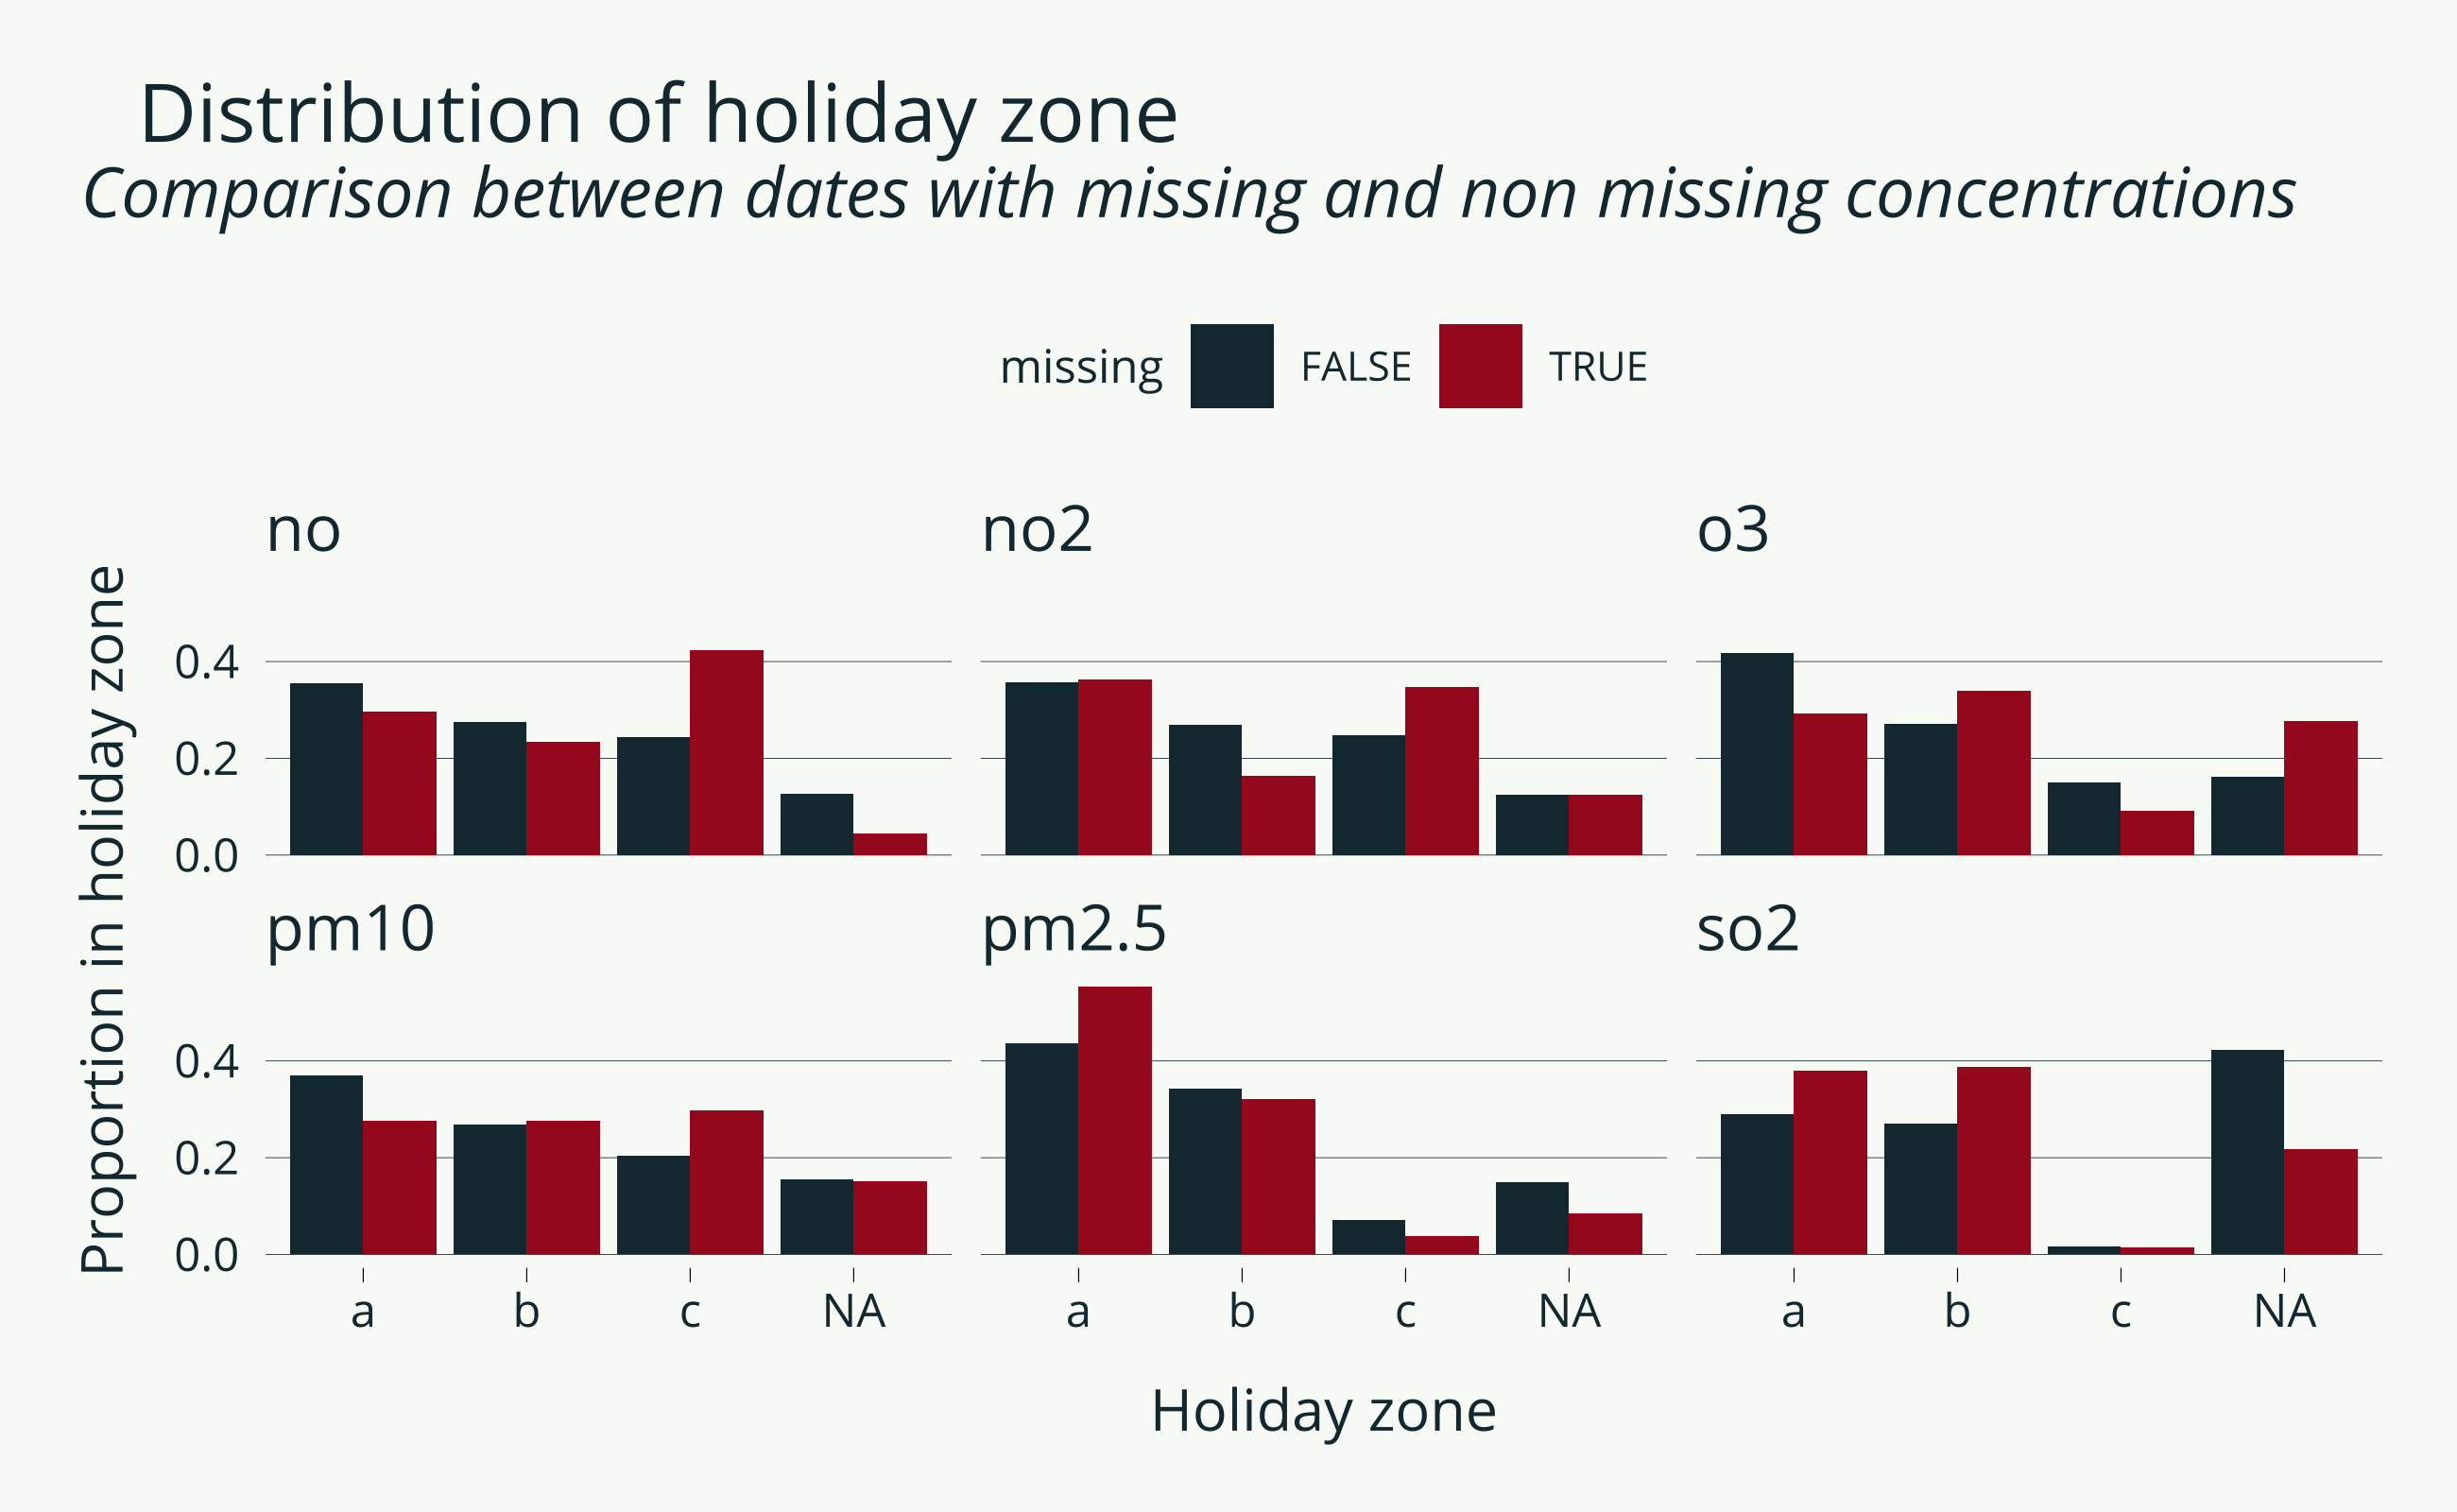 Distribution of holiday zone
Comparison between dates with missing and non missing concentrations
missing FALSE TRUE
no no2 o3
Proportion in holiday zone
0.4
0.2
0.0
pm10 pm2.5 so2
0.4
0.2
0.0
a b c NA a b c NA a b c NA
Holiday zone